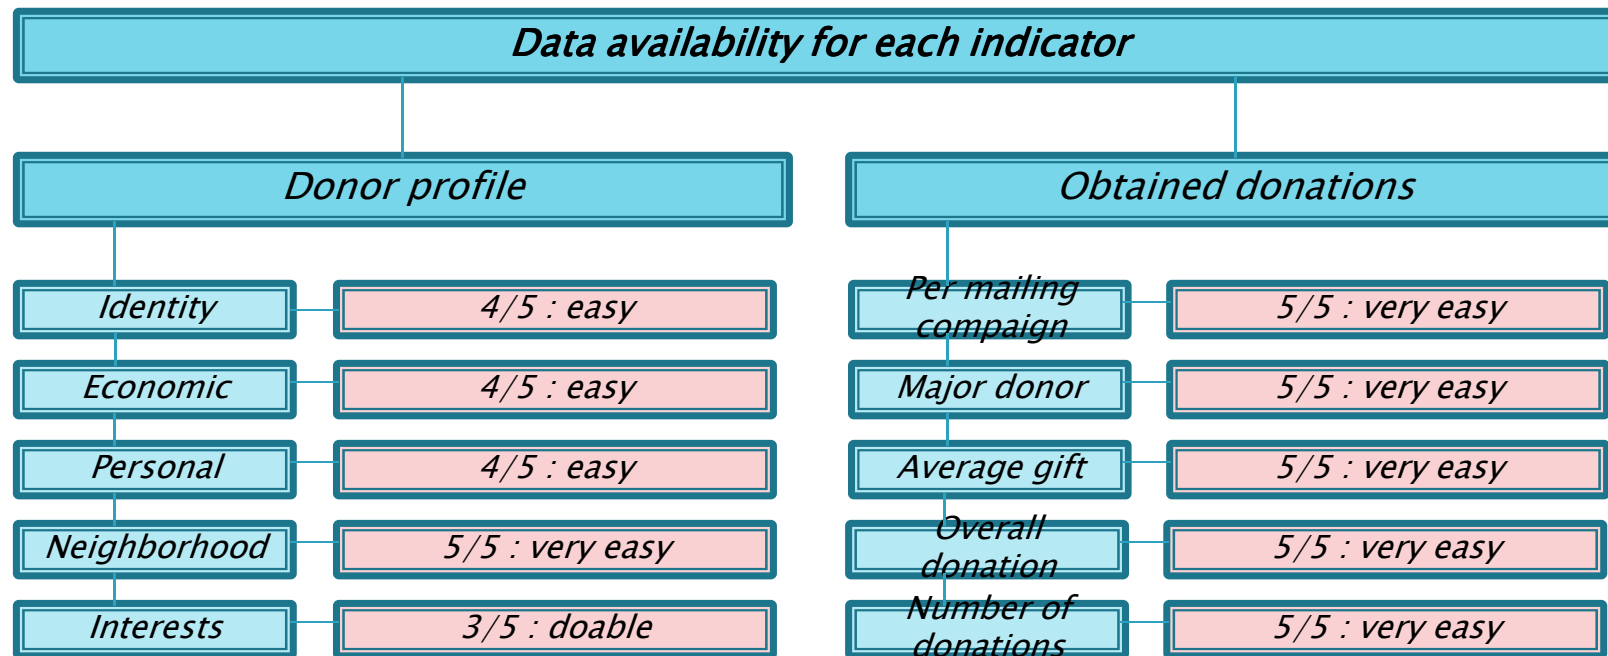 Data availability for each indicator
Donor profile
Obtained donations
Identity
4/5 : easy
Economic
4/5 : easy
Personal
4/5 : easy
Neighborhood
5/5 : very easy
Interests
3/5 : doable
Per mailing
compaign
5/5 : very easy
Major donor
5/5 : very easy
Average gift
5/5 : very easy
Overall
donation
5/5 : very easy
Number of
donations
5/5 : very easy